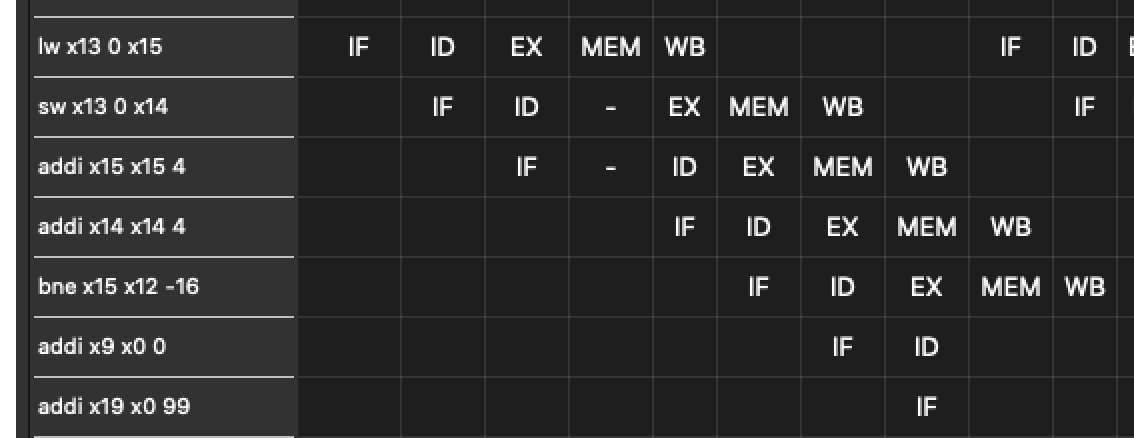 lw x13 0 x15 IF ID EX MEM WB IF ID
sw x13 0 x14 IF ID - EX MEM WB IF
addi x15 x15 4 IF - ID EX MEM WB
addi x14 x14 4 IF ID EX MEM WB
bne x15 x12 -16 IF ID EX MEM WB
addi x9 x0 0 IF ID
addi x19 x0 99 IF